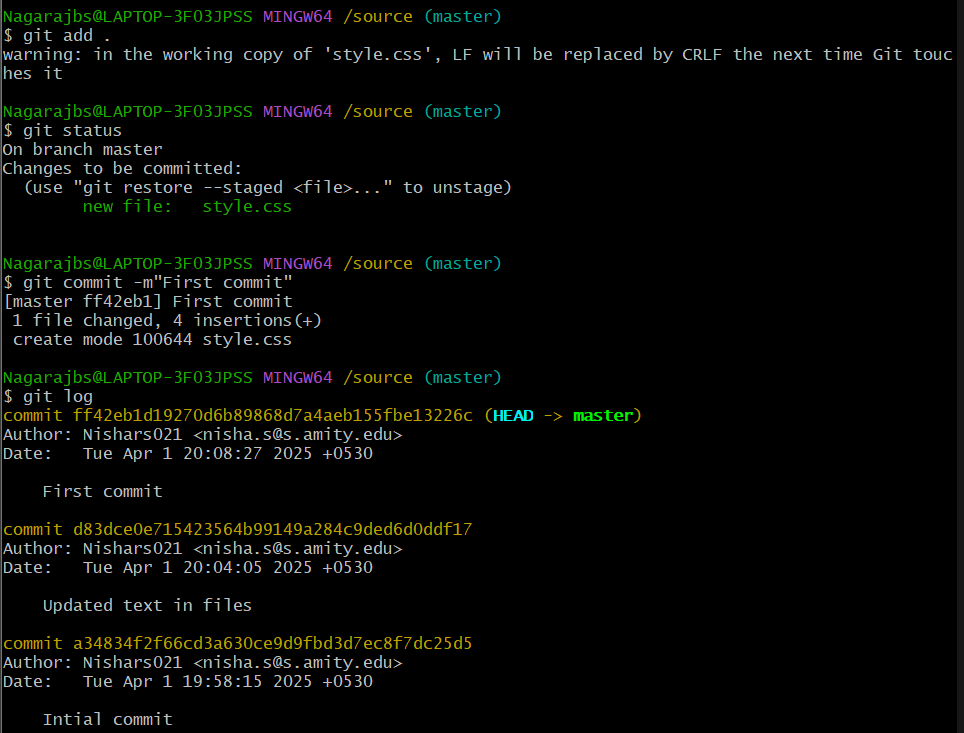 Nagarajbs@LAPTOP-3F03JPSS MINGW64 /source (master)
$ git add .
warning: in the working copy of 'style.css', LF will be replaced by CRLF the next time Git touc
hes it
Nagarajbs@LAPTOP-3F03JPSS MINGW64 /source (master)
$ git status
On branch master
Changes to be committed:
  (use "git restore --staged <file>..." to unstage)
        new file:   style.css
Nagarajbs@LAPTOP-3F03JPSS MINGW64 /source (master)
$ git commit -m"First commit"
[master ff42eb1] First commit
 1 file changed, 4 insertions(+)
 create mode 100644 style.css
Nagarajbs@LAPTOP-3F03JPSS MINGW64 /source (master)
$ git log
commit ff42eb1d19270d6b89868d7a4aeb155fbe13226c (HEAD -> master)
Author: Nishars021 <nisha.s@s.amity.edu>
Date:   Tue Apr 1 20:08:27 2025 +0530
    First commit
commit d83dce0e715423564b99149a284c9ded6d0ddf17
Author: Nishars021 <nisha.s@s.amity.edu>
Date:   Tue Apr 1 20:04:05 2025 +0530
    Updated text in files
commit a34834f2f66cd3a630ce9d9fbd3d7ec8f7dc25d5
Author: Nishars021 <nisha.s@s.amity.edu>
Date:   Tue Apr 1 19:58:15 2025 +0530
    Intial commit